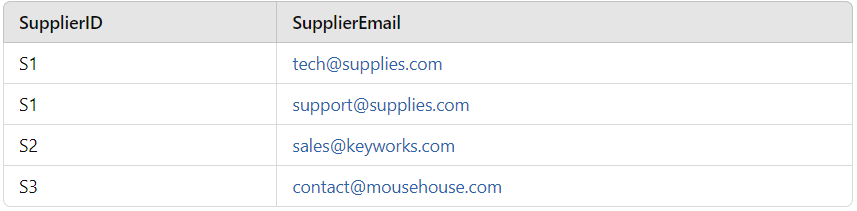 SupplierID SupplierEmail
S1 tech@supplies.com
S1 support@supplies.com
S2 sales@keyworks.com
S3 contact@mousehouse.com